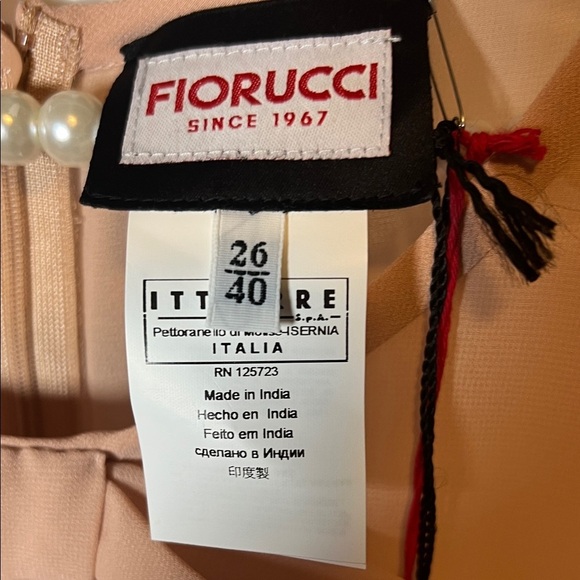 FIORUCCI
SINCE 1967
26
40
S.p.A.
Pettoranello di ISERNIA
ITALIA
RN 125723
Made in India
Hecho en India
Feito em India
сделано в Индии
印度製